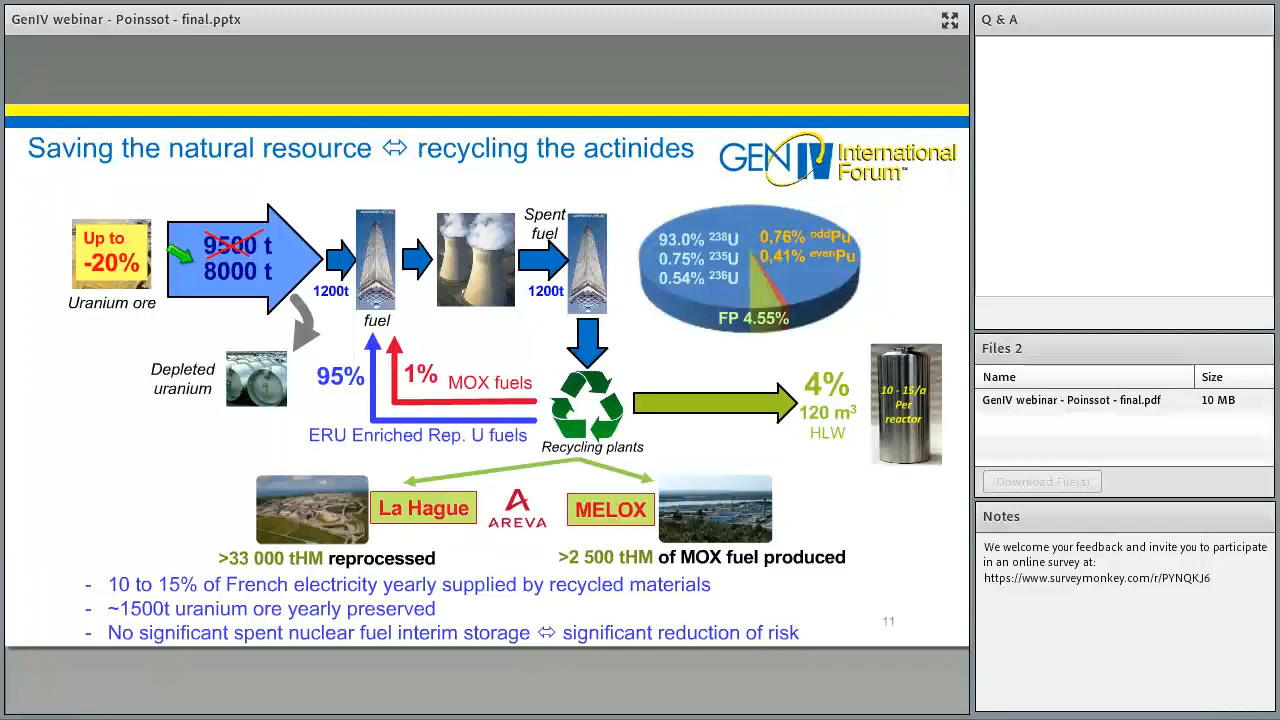 GenIV webinar - Poinssot - final.pptx
Saving the natural resource ⬄ recycling the actinides
GENIV International
Forum™
Up to
-20%
Uranium ore
9500 t
8000 t
1200t
fuel
Spent
fuel
1200t
93.0% ²³⁸U
0.75% ²³⁵U
0.54% ²³⁶U
0,76% ᵒᵈᵈPu
0,41% ᵉᵛᵉⁿPu
FP 4.55%
Depleted
uranium
95%
1% MOX fuels
ERU Enriched Rep. U fuels
Recycling plants
4%
120 m³
HLW
10 - 15/a
Per
reactor
La Hague
AREVA
MELOX
>33 000 tHM reprocessed
>2 500 tHM of MOX fuel produced
- 10 to 15% of French electricity yearly supplied by recycled materials
- ~1500t uranium ore yearly preserved
- No significant spent nuclear fuel interim storage ⬄ significant reduction of risk
11
Q & A
Files 2
Name Size
GenIV webinar - Poinssot - final.pdf 10 MB
Download File(s)
Notes
We welcome your feedback and invite you to participate
in an online survey at:
https://www.surveymonkey.com/r/PYNQKJ6